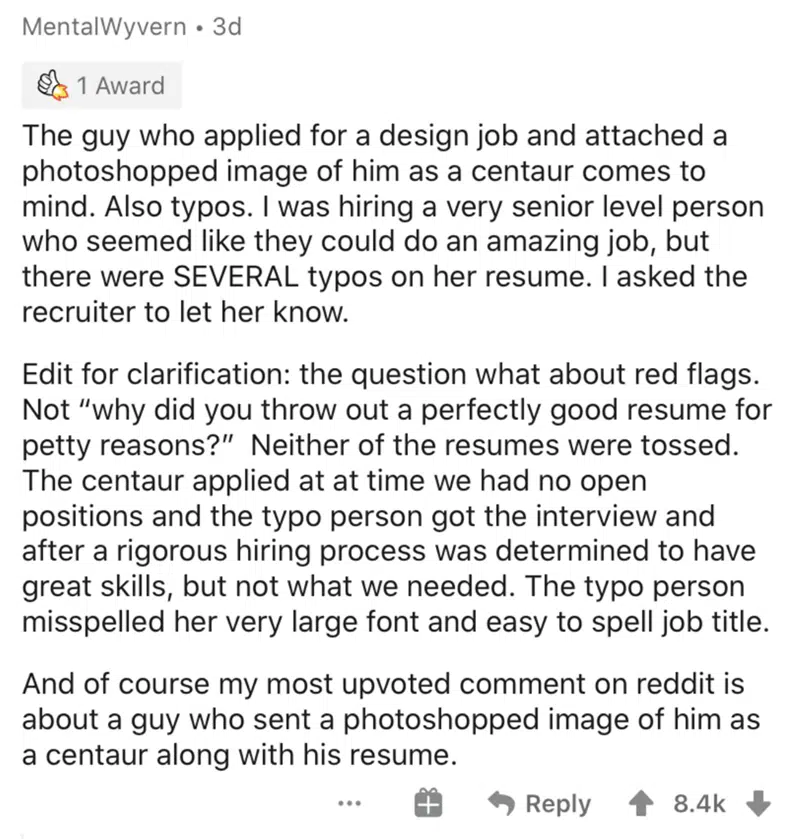 MentalWyvern • 3d
1 Award
The guy who applied for a design job and attached a
photoshopped image of him as a centaur comes to
mind. Also typos. I was hiring a very senior level person
who seemed like they could do an amazing job, but
there were SEVERAL typos on her resume. I asked the
recruiter to let her know.
Edit for clarification: the question what about red flags.
Not “why did you throw out a perfectly good resume for
petty reasons?” Neither of the resumes were tossed.
The centaur applied at at time we had no open
positions and the typo person got the interview and
after a rigorous hiring process was determined to have
great skills, but not what we needed. The typo person
misspelled her very large font and easy to spell job title.
And of course my most upvoted comment on reddit is
about a guy who sent a photoshopped image of him as
a centaur along with his resume.
... Reply 8.4k